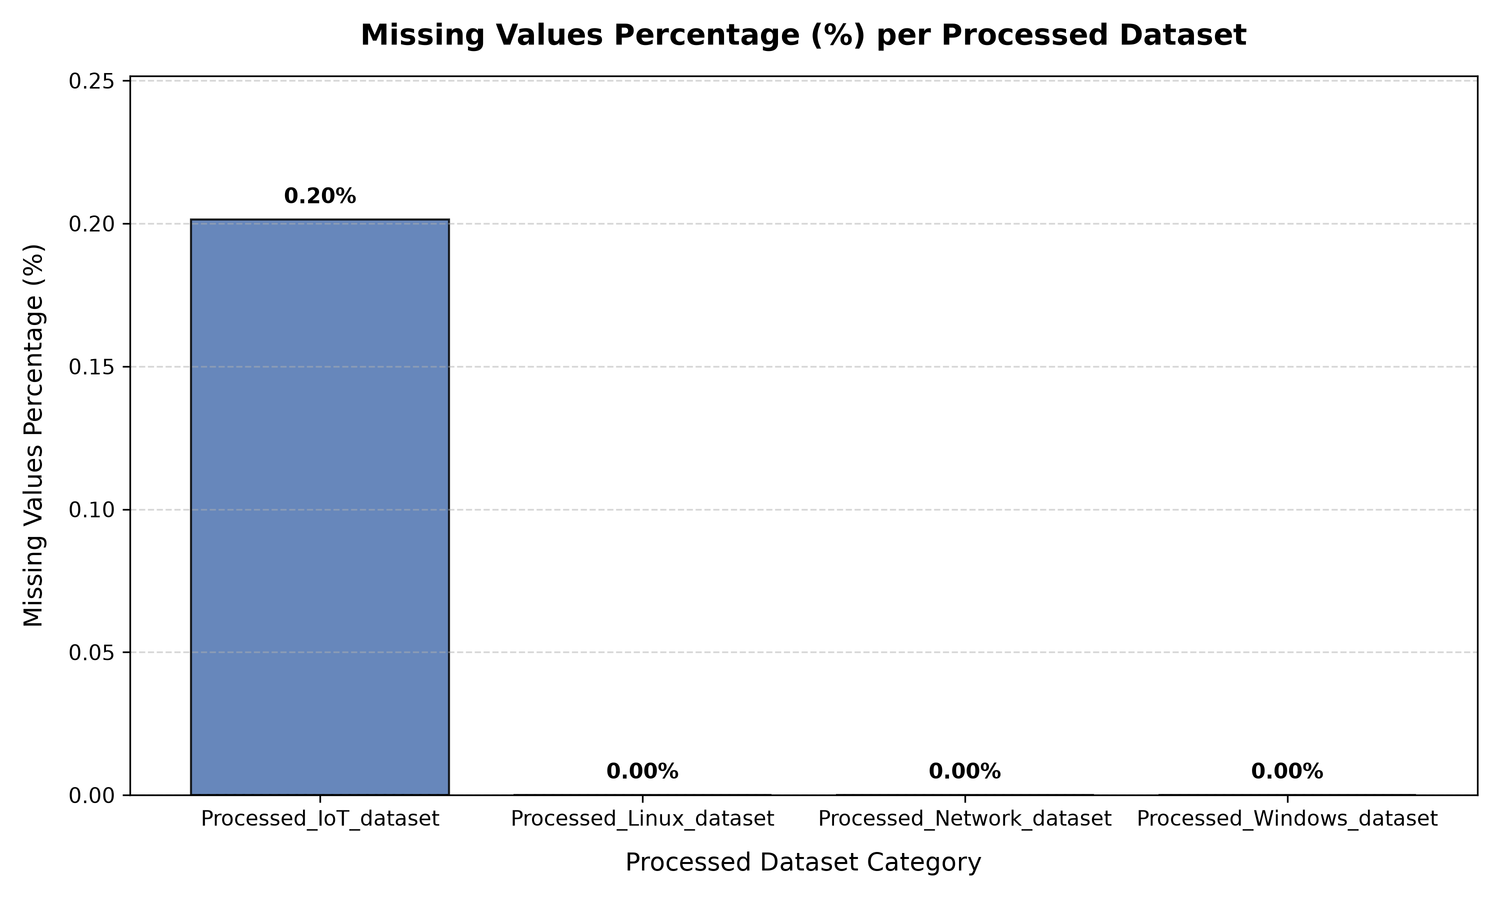 Missing Values Percentage (%) per Processed Dataset
Missing Values Percentage (%)
0.25
0.20
0.15
0.10
0.05
0.00
0.20%
0.00%
0.00%
0.00%
Processed_IoT_dataset
Processed_Linux_dataset
Processed_Network_dataset
Processed_Windows_dataset
Processed Dataset Category